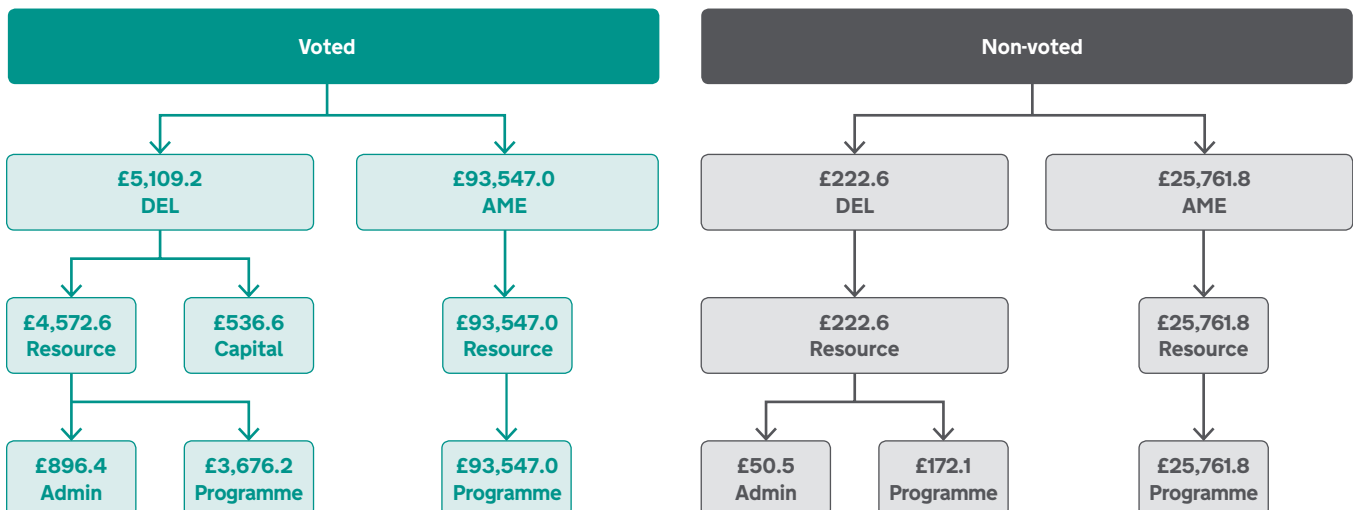 Voted
Non-voted
£5,109.2
DEL
£93,547.0
AME
£222.6
DEL
£25,761.8
AME
£4,572.6
Resource
£536.6
Capital
£93,547.0
Resource
£222.6
Resource
£25,761.8
Resource
£896.4
Admin
£3,676.2
Programme
£93,547.0
Programme
£50.5
Admin
£172.1
Programme
£25,761.8
Programme